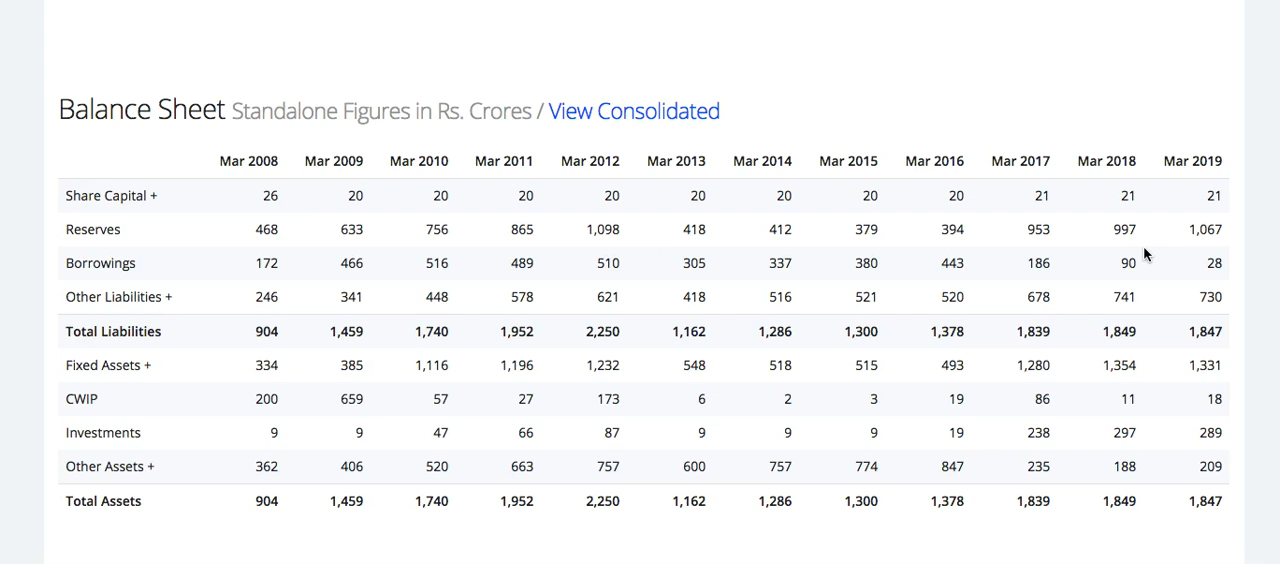 Balance Sheet Standalone Figures in Rs. Crores / View Consolidated
Mar 2008 Mar 2009 Mar 2010 Mar 2011 Mar 2012 Mar 2013 Mar 2014 Mar 2015 Mar 2016 Mar 2017 Mar 2018 Mar 2019
Share Capital + 26 20 20 20 20 20 20 20 20 21 21 21
Reserves 468 633 756 865 1,098 418 412 379 394 953 997 1,067
Borrowings 172 466 516 489 510 305 337 380 443 186 90 28
Other Liabilities + 246 341 448 578 621 418 516 521 520 678 741 730
Total Liabilities 904 1,459 1,740 1,952 2,250 1,162 1,286 1,300 1,378 1,839 1,849 1,847
Fixed Assets + 334 385 1,116 1,196 1,232 548 518 515 493 1,280 1,354 1,331
CWIP 200 659 57 27 173 6 2 3 19 86 11 18
Investments 9 9 47 66 87 9 9 9 19 238 297 289
Other Assets + 362 406 520 663 757 600 757 774 847 235 188 209
Total Assets 904 1,459 1,740 1,952 2,250 1,162 1,286 1,300 1,378 1,839 1,849 1,847